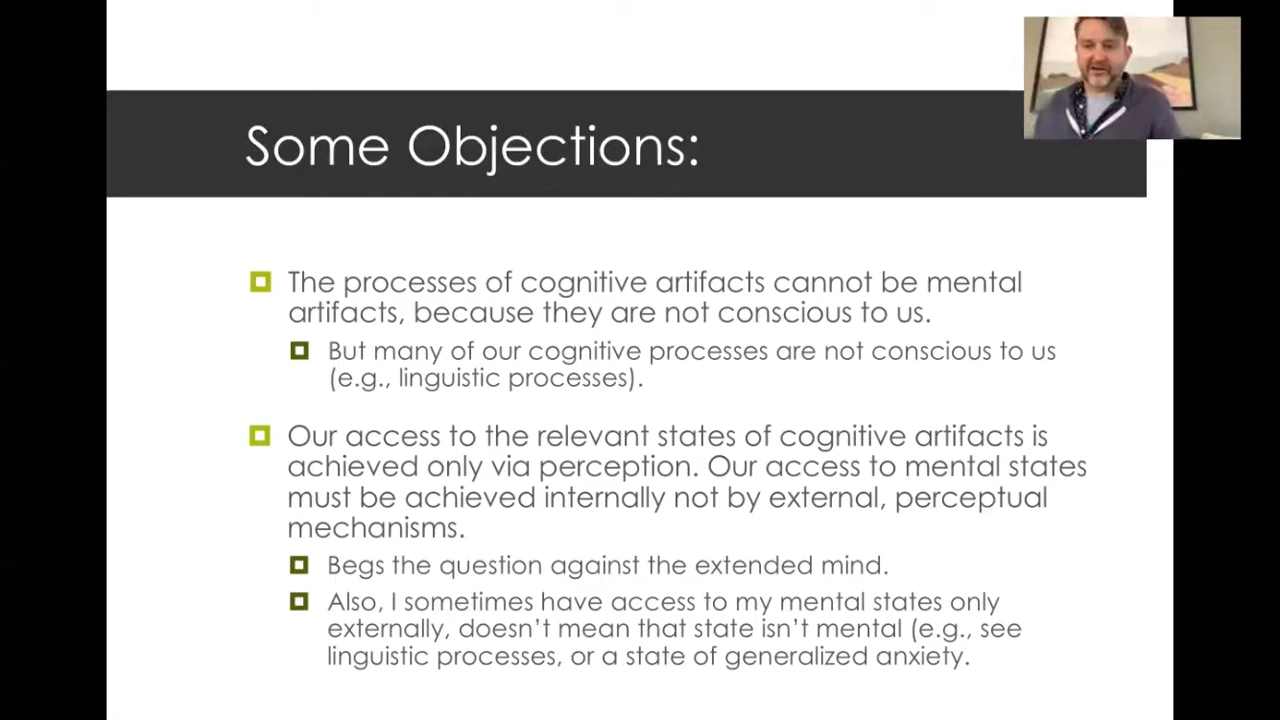 Some Objections:
The processes of cognitive artifacts cannot be mental
artifacts, because they are not conscious to us.
But many of our cognitive processes are not conscious to us
(e.g., linguistic processes).
Our access to the relevant states of cognitive artifacts is
achieved only via perception. Our access to mental states
must be achieved internally not by external, perceptual
mechanisms.
Begs the question against the extended mind.
Also, I sometimes have access to my mental states only
externally, doesn’t mean that state isn’t mental (e.g., see
linguistic processes, or a state of generalized anxiety.